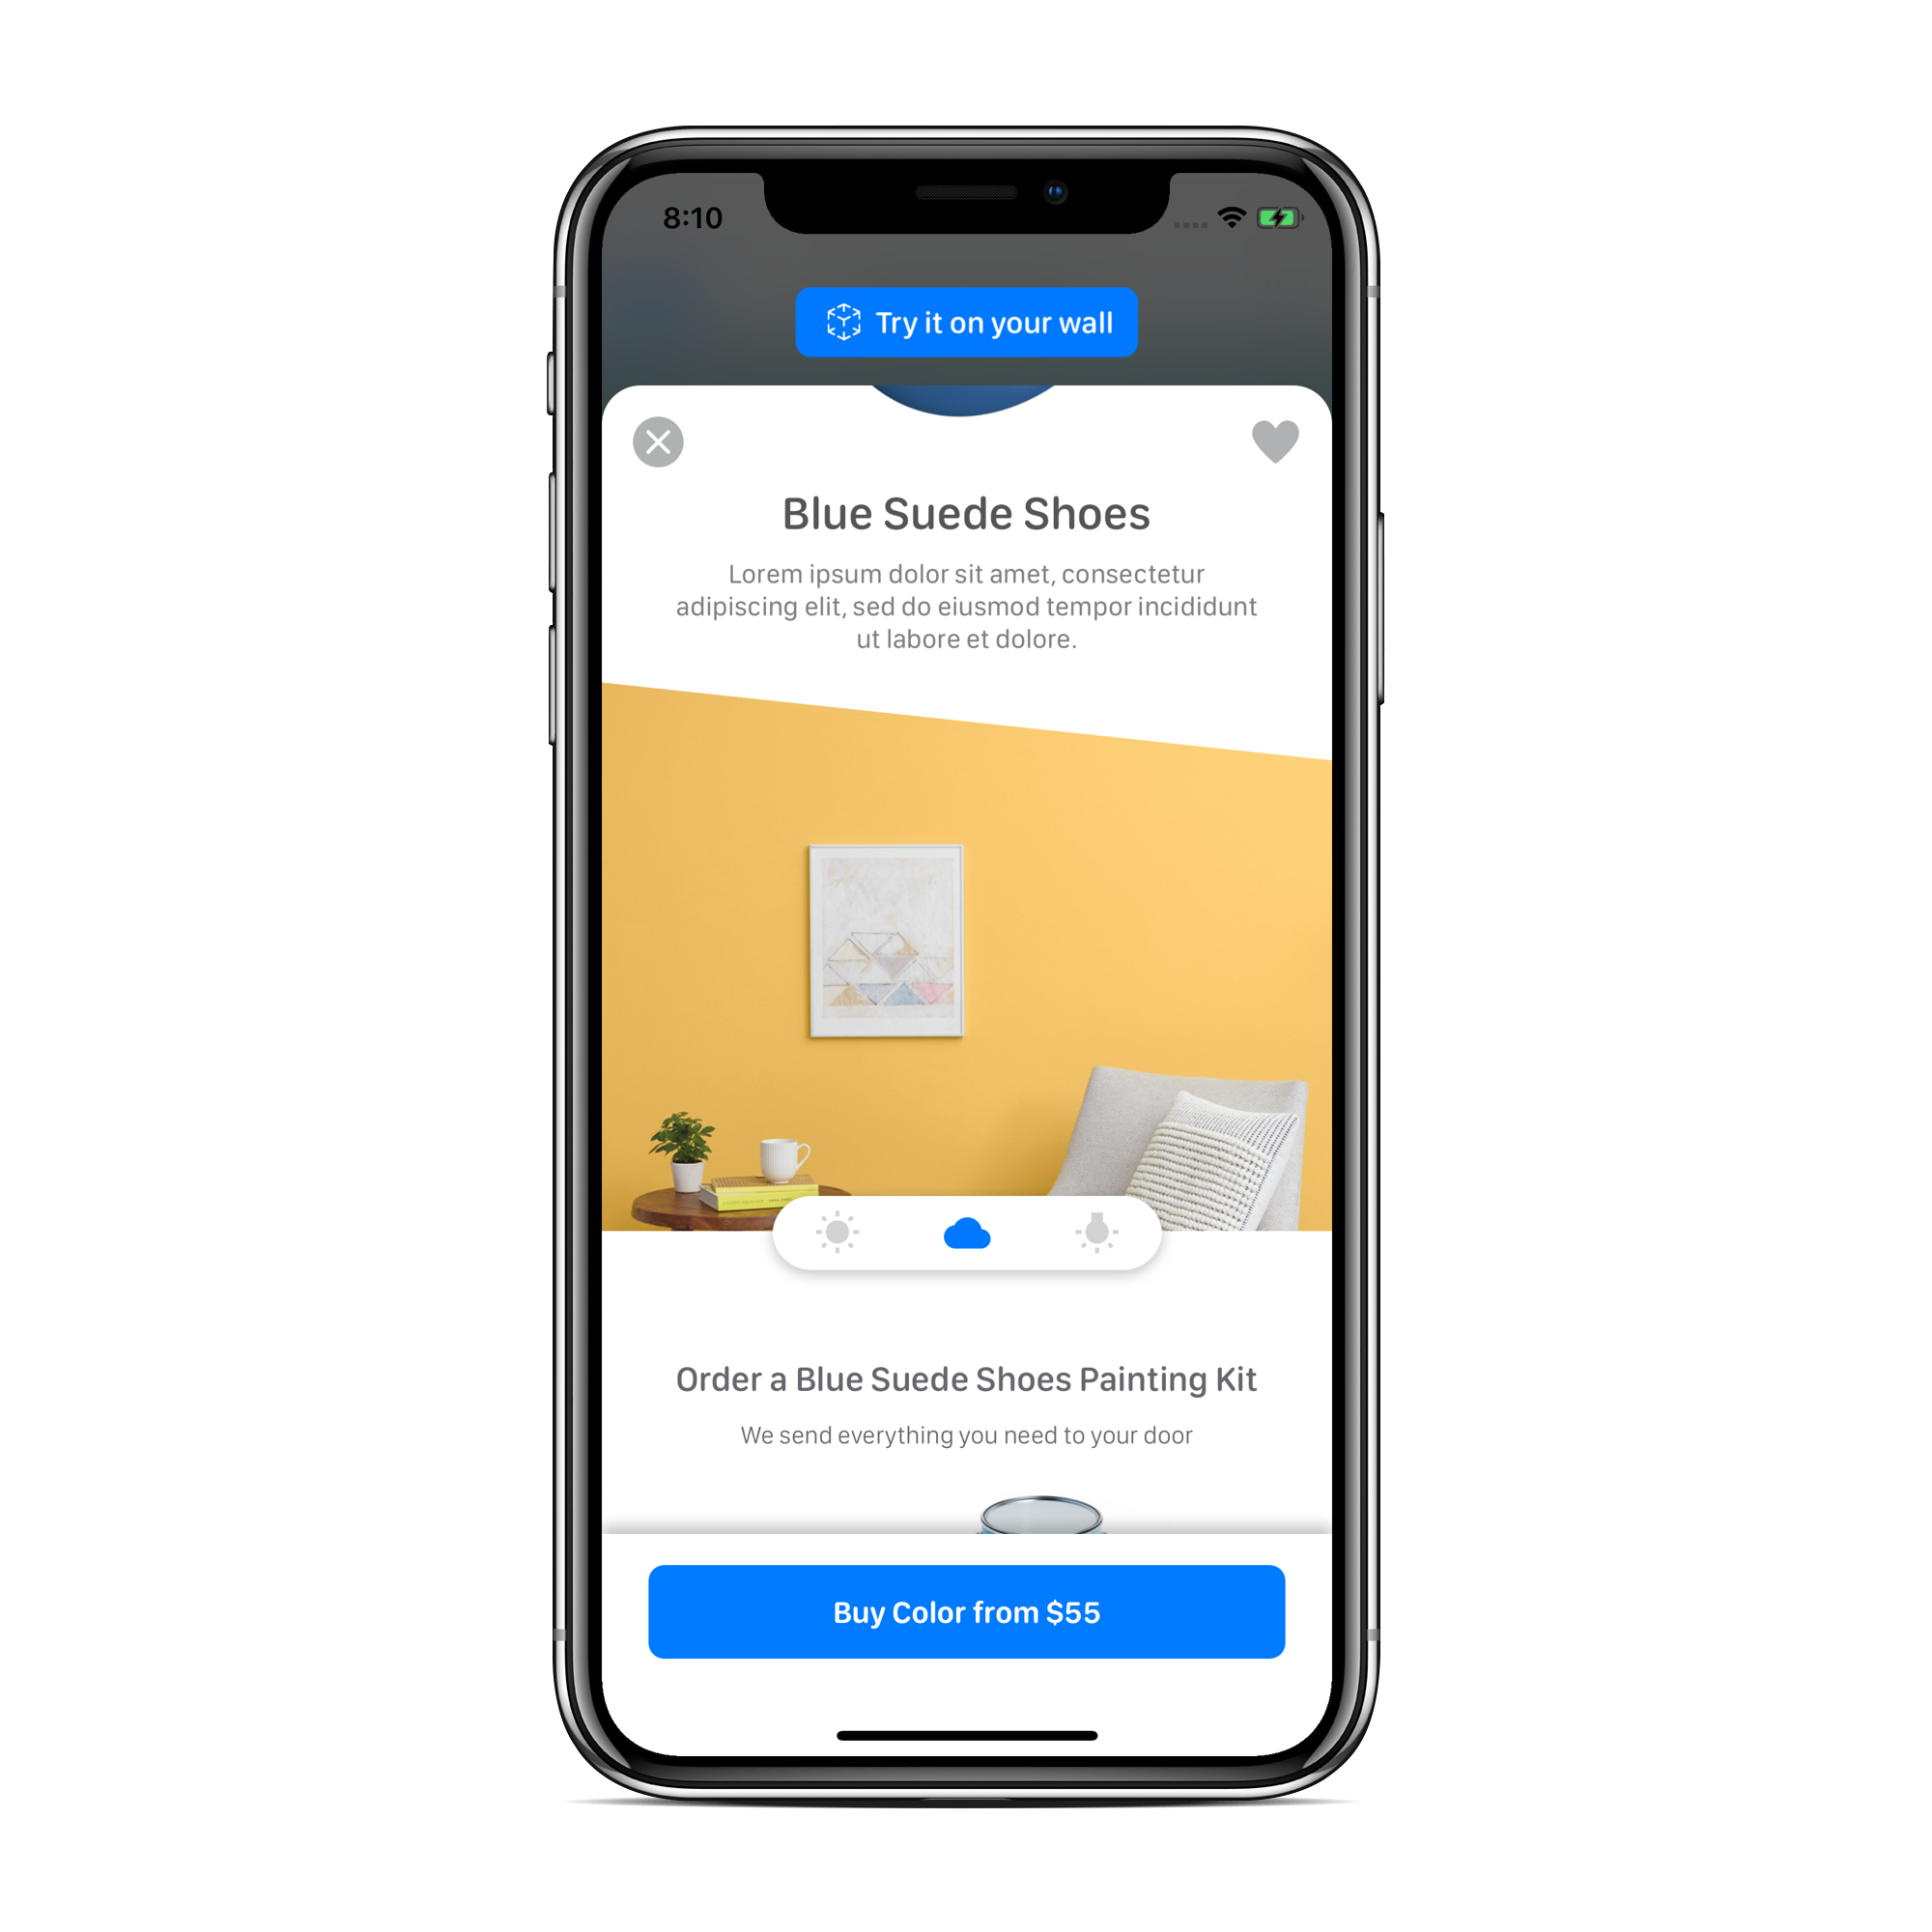 8:10
Try it on your wall
Blue Suede Shoes
Lorem ipsum dolor sit amet, consectetur
adipiscing elit, sed do eiusmod tempor incididunt
ut labore et dolore.
Order a Blue Suede Shoes Painting Kit
We send everything you need to your door
Buy Color from $55